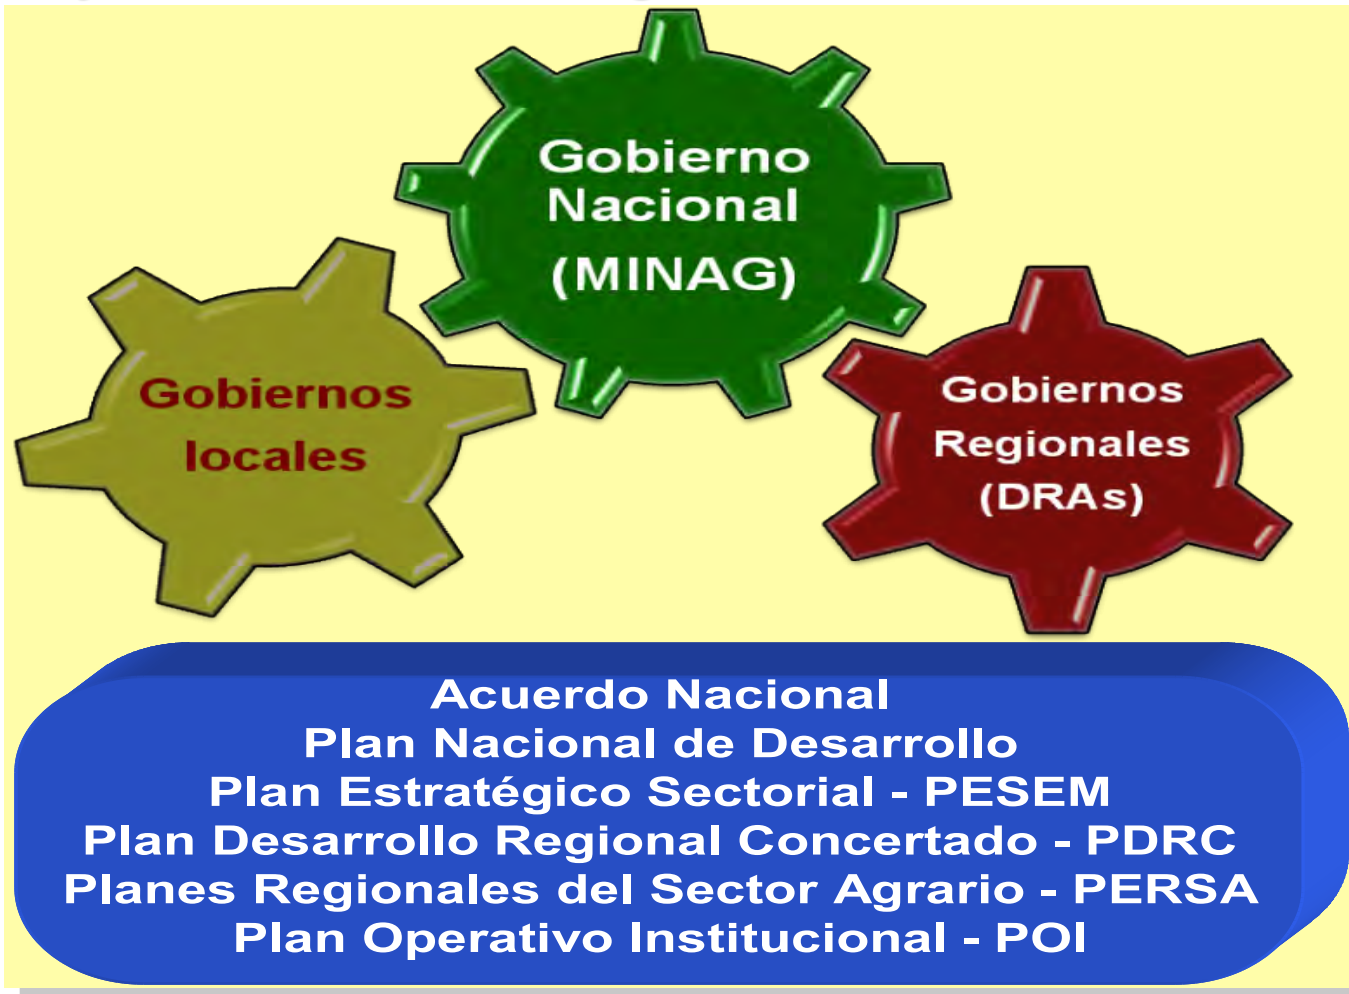 Gobierno
Nacional
(MINAG)
Gobiernos
locales
Gobiernos
Regionales
(DRAs)
Acuerdo Nacional
Plan Nacional de Desarrollo
Plan Estratégico Sectorial - PESEM
Plan Desarrollo Regional Concertado - PDRC
Planes Regionales del Sector Agrario - PERSA
Plan Operativo Institucional - POI